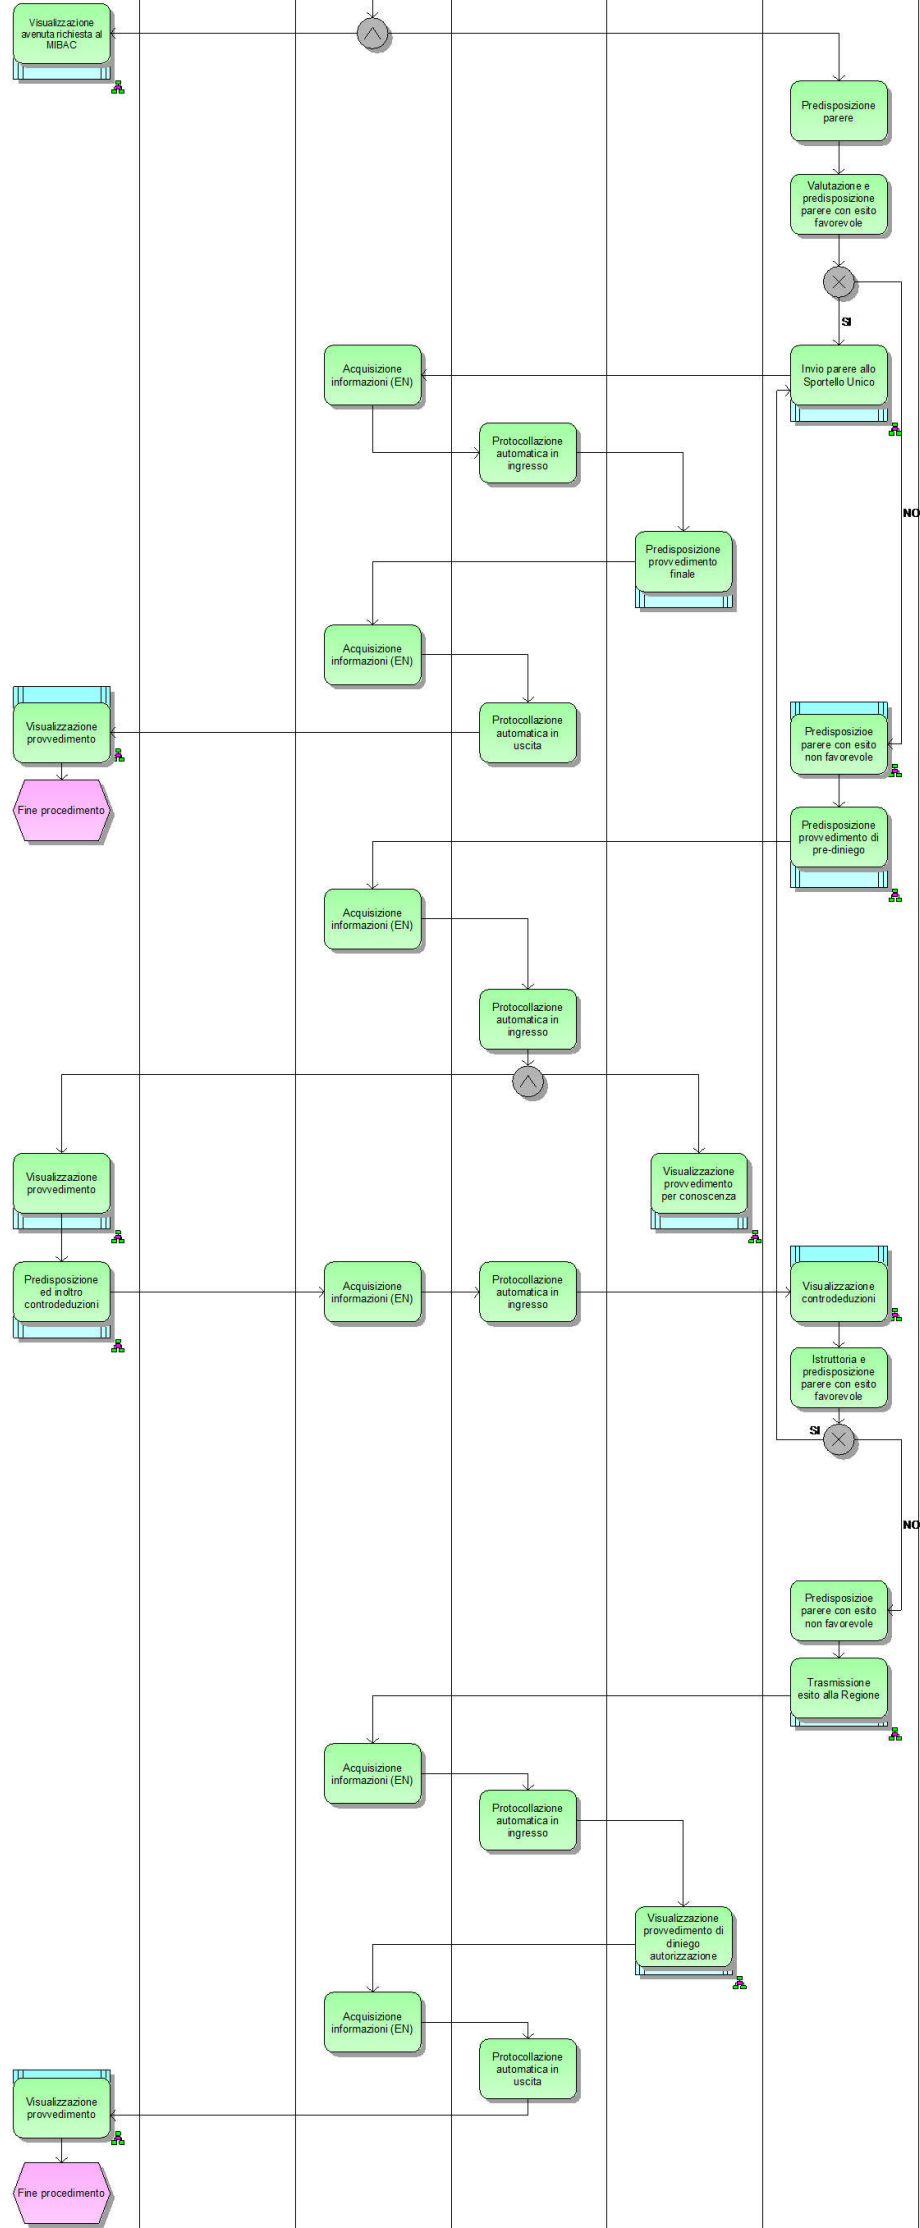 Visualizzazione
avenuta richiesta al
MIBAC
Predisposizione
parere
Valutazione e
predisposizione
parere con esito
favorevole
SI
Acquisizione
informazioni (EN)
Invio parere allo
Sportello Unico
Protocollazione
automatica in
ingresso
NO
Predisposizione
provvedimento
finale
Acquisizione
informazioni (EN)
Visualizzazione
provvedimento
Protocollazione
automatica in
uscita
Predisposizioe
parere con esito
non favorevole
Fine procedimento
Predisposizione
provvedimento di
pre-diniego
Acquisizione
informazioni (EN)
Protocollazione
automatica in
ingresso
Visualizzazione
provvedimento
Visualizzazione
provvedimento
per conoscenza
Predisposizione
ed inoltro
controdeduzioni
Acquisizione
informazioni (EN)
Protocollazione
automatica in
ingresso
Visualizzazione
controdeduzioni
Istruttoria e
predisposizione
parere con esito
favorevole
SI
NO
Predisposizioe
parere con esito
non favorevole
Trasmissione
esito alla Regione
Acquisizione
informazioni (EN)
Protocollazione
automatica in
ingresso
Visualizzazione
provvedimento di
diniego
autorizzazione
Acquisizione
informazioni (EN)
Protocollazione
automatica in
uscita
Visualizzazione
provvedimento
Fine procedimento